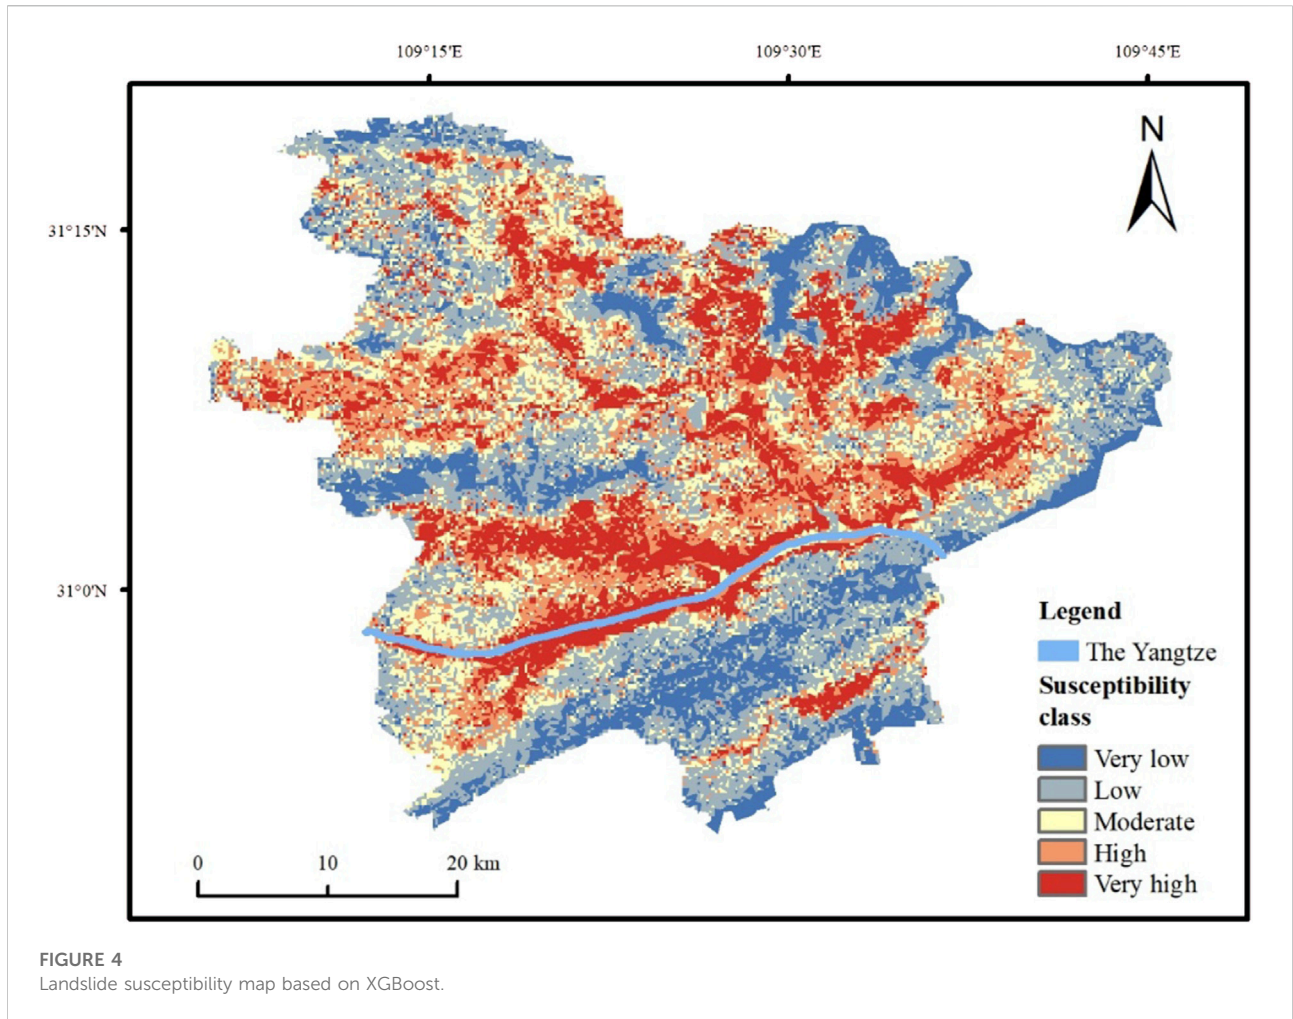 109°15'E
109°30'E
109°45'E
N
31°15'N
31°0'N
Legend
The Yangtze
Susceptibility
class
Very low
Low
Moderate
High
Very high
0 10 20 km
FIGURE 4
Landslide susceptibility map based on XGBoost.